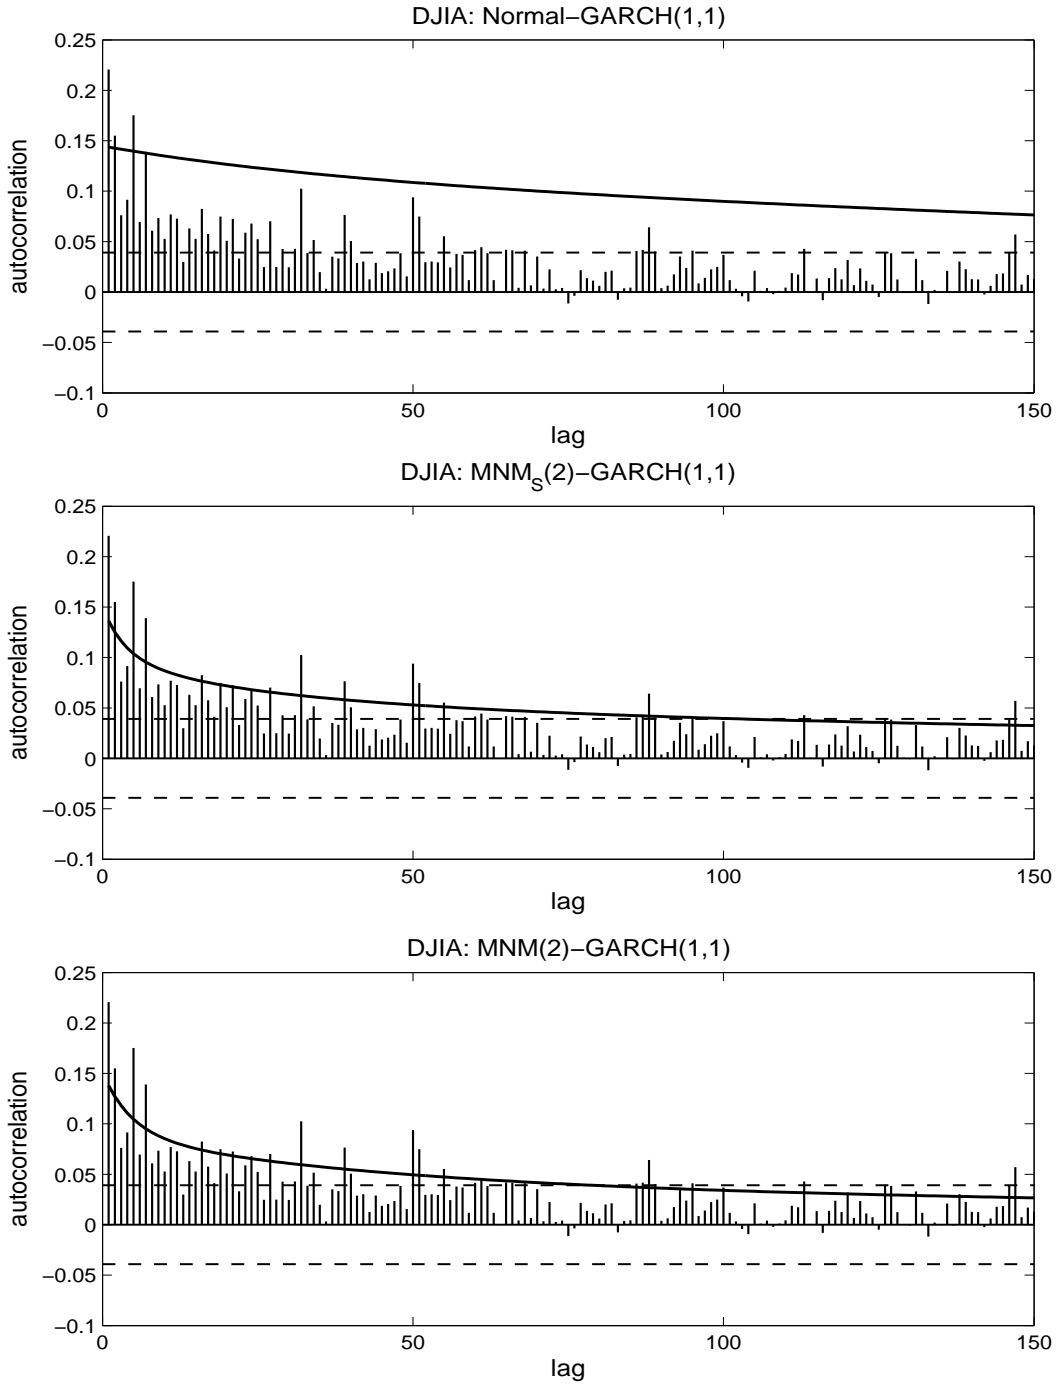 DJIA: Normal−GARCH(1,1)
0.25
0.2
0.15
0.1
0.05
0
−0.05
−0.1
autocorrelation
0 50 100 150
lag
DJIA: MNM_S(2)−GARCH(1,1)
0.25
0.2
0.15
0.1
0.05
0
−0.05
−0.1
autocorrelation
0 50 100 150
lag
DJIA: MNM(2)−GARCH(1,1)
0.25
0.2
0.15
0.1
0.05
0
−0.05
−0.1
autocorrelation
0 50 100 150
lag